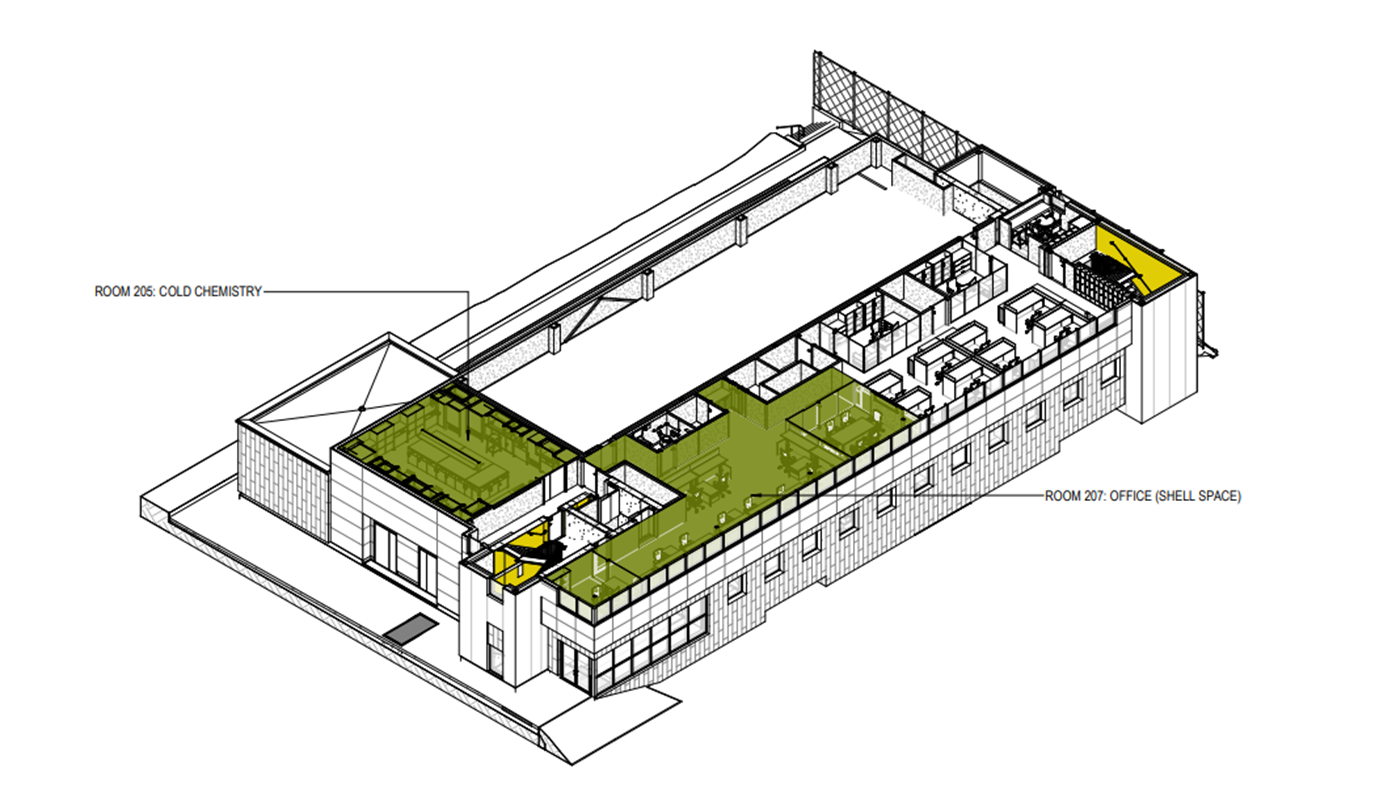 ROOM 205: COLD CHEMISTRY
ROOM 207: OFFICE (SHELL SPACE)